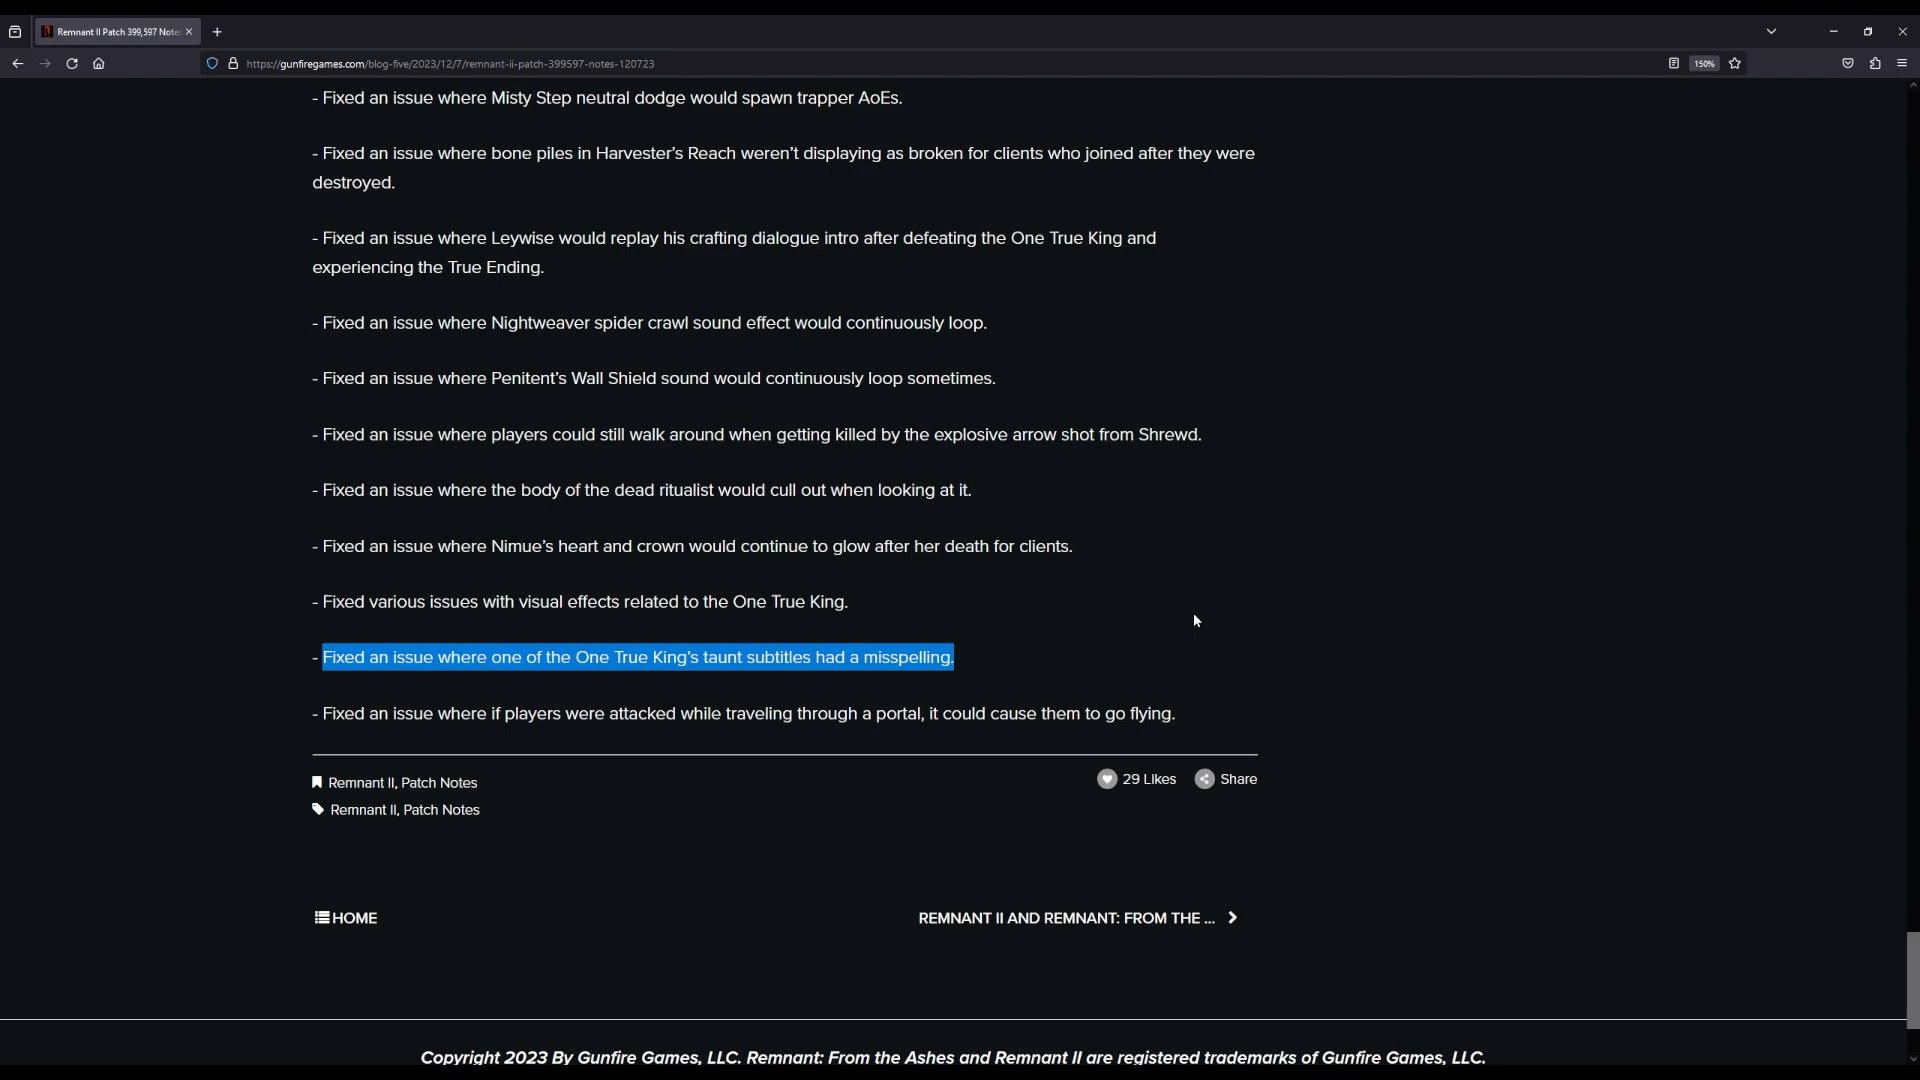 Remnant II Patch 399,597 Note
https://gunfiregames.com/blog-five/2023/12/7/remnant-ii-patch-399597-notes-120723
150%
- Fixed an issue where Misty Step neutral dodge would spawn trapper AoEs.
- Fixed an issue where bone piles in Harvester’s Reach weren’t displaying as broken for clients who joined after they were
destroyed.
- Fixed an issue where Leywise would replay his crafting dialogue intro after defeating the One True King and
experiencing the True Ending.
- Fixed an issue where Nightweaver spider crawl sound effect would continuously loop.
- Fixed an issue where Penitent’s Wall Shield sound would continuously loop sometimes.
- Fixed an issue where players could still walk around when getting killed by the explosive arrow shot from Shrewd.
- Fixed an issue where the body of the dead ritualist would cull out when looking at it.
- Fixed an issue where Nimue’s heart and crown would continue to glow after her death for clients.
- Fixed various issues with visual effects related to the One True King.
- Fixed an issue where one of the One True King’s taunt subtitles had a misspelling.
- Fixed an issue where if players were attacked while traveling through a portal, it could cause them to go flying.
Remnant II, Patch Notes
29 Likes Share
Remnant II, Patch Notes
HOME
REMNANT II AND REMNANT: FROM THE ...
Copyright 2023 By Gunfire Games, LLC. Remnant: From the Ashes and Remnant II are registered trademarks of Gunfire Games, LLC.